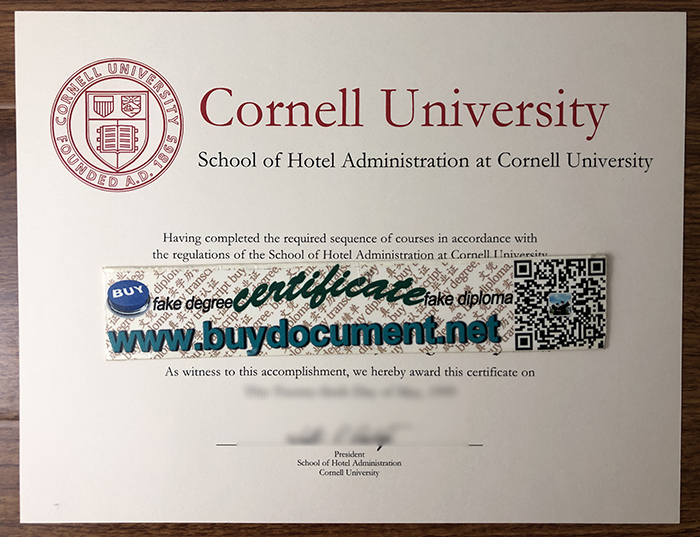 CORNELL UNIVERSITY
FOUNDED A.D. 1865
Cornell University
School of Hotel Administration at Cornell University
Having completed the required sequence of courses in accordance with
the regulations of the School of Hotel Administration at Cornell University
BUY
fake degree certificate fake diploma
www.buydocument.net
As witness to this accomplishment, we hereby award this certificate on
President
School of Hotel Administration
Cornell University